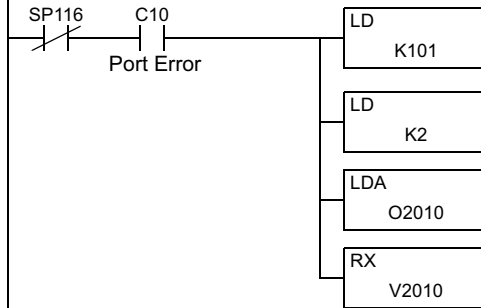 SP116 C10
Port Error
LD
K101
LD
K2
LDA
O2010
RX
V2010